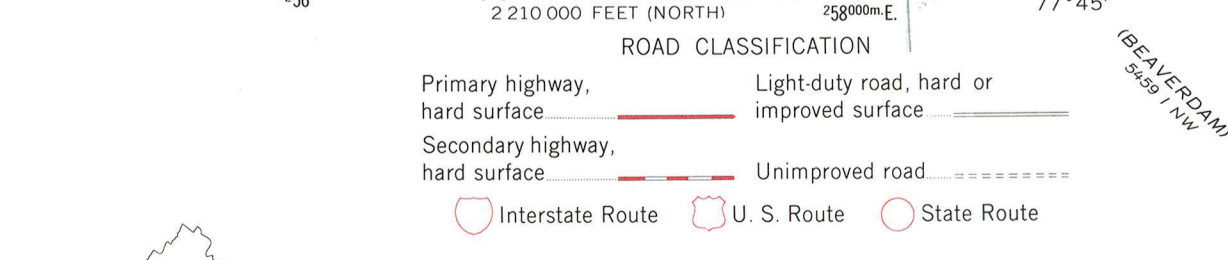 2 210 000 FEET (NORTH)
258000m.E.
77°45'
ROAD CLASSIFICATION
Primary highway,
hard surface
Light-duty road, hard or
improved surface
Secondary highway,
hard surface
Unimproved road
Interstate Route
U. S. Route
State Route
(BEAVERDAM)
5459 I NW